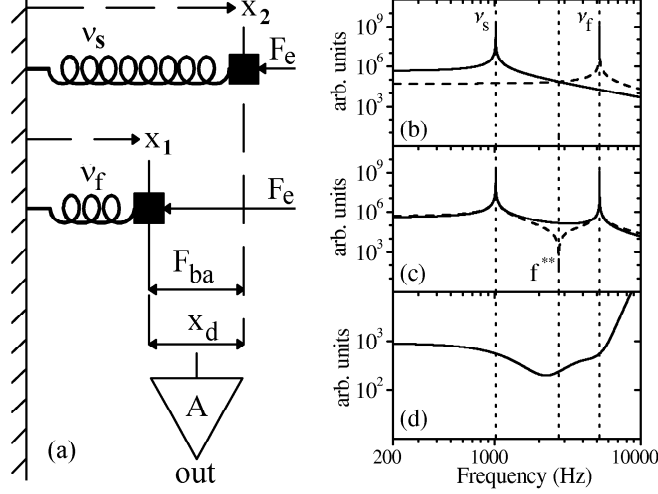 x2
νs
Fe
x1
νf
Fe
Fba
xd
A
(a)
out
νs
νf
arb. units
10^9
10^6
10^3
(b)
arb. units
10^9
10^6
10^3
(c)
f**
arb. units
10^3
10^2
(d)
200
1000
10000
Frequency (Hz)